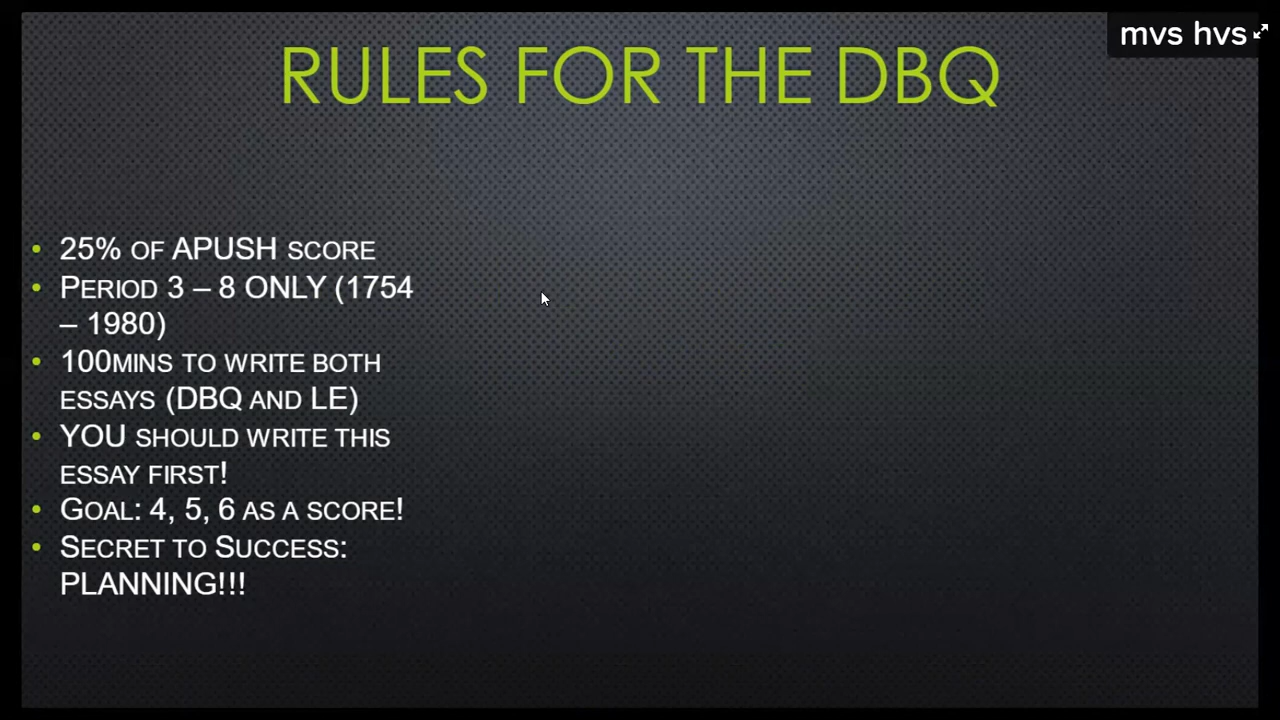 mvs hvs
RULES FOR THE DBQ
• 25% OF APUSH SCORE
• PERIOD 3 – 8 ONLY (1754
– 1980)
• 100MINS TO WRITE BOTH
ESSAYS (DBQ AND LE)
• YOU SHOULD WRITE THIS
ESSAY FIRST!
• GOAL: 4, 5, 6 AS A SCORE!
• SECRET TO SUCCESS:
PLANNING!!!